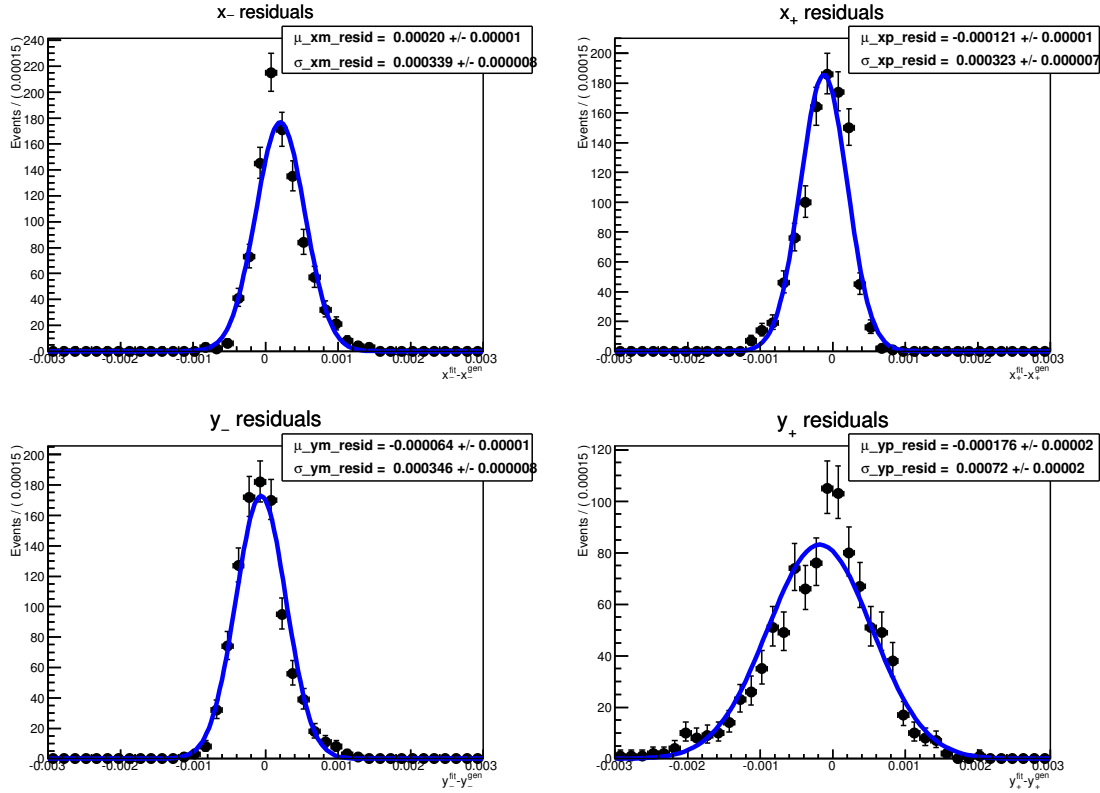 x− residuals
μ_xm_resid = 0.00020 +/- 0.00001
σ_xm_resid = 0.000339 +/- 0.000008
Events / ( 0.00015 )
240
220
200
180
160
140
120
100
80
60
40
20
0
-0.003 -0.002 -0.001 0 0.001 0.002 0.003
x−^fit-x−^gen
x+ residuals
μ_xp_resid = -0.000121 +/- 0.00001
σ_xp_resid = 0.000323 +/- 0.000007
Events / ( 0.00015 )
200
180
160
140
120
100
80
60
40
20
0
-0.003 -0.002 -0.001 0 0.001 0.002 0.003
x+^fit-x+^gen
y− residuals
μ_ym_resid = -0.000064 +/- 0.00001
σ_ym_resid = 0.000346 +/- 0.000008
Events / ( 0.00015 )
200
180
160
140
120
100
80
60
40
20
0
-0.003 -0.002 -0.001 0 0.001 0.002 0.003
y−^fit-y−^gen
y+ residuals
μ_yp_resid = -0.000176 +/- 0.00002
σ_yp_resid = 0.00072 +/- 0.00002
Events / ( 0.00015 )
120
100
80
60
40
20
0
-0.003 -0.002 -0.001 0 0.001 0.002 0.003
y+^fit-y+^gen